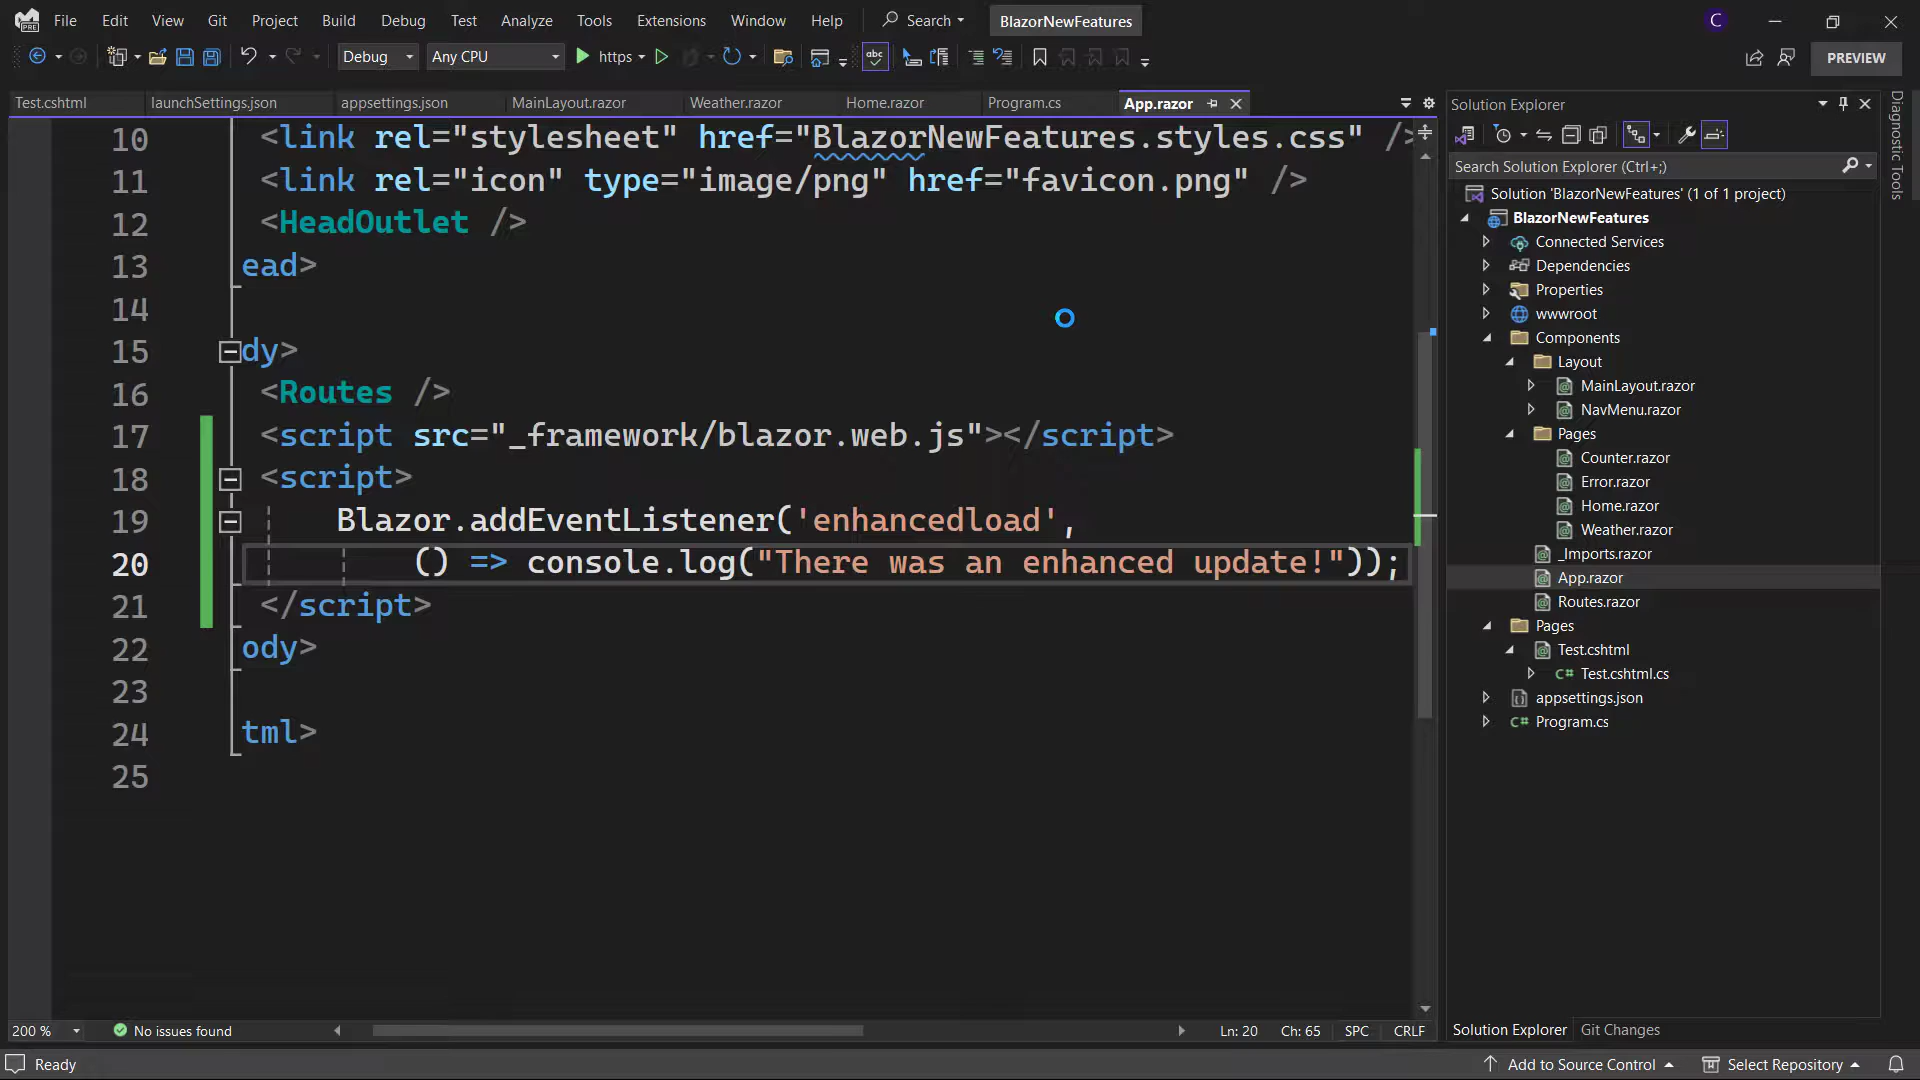 File Edit View Git Project Build Debug Test Analyze Tools Extensions Window Help Search BlazorNewFeatures C
Debug Any CPU https abc PREVIEW
Test.cshtml launchSettings.json appsettings.json MainLayout.razor Weather.razor Home.razor Program.cs App.razor
10 <link rel="stylesheet" href="BlazorNewFeatures.styles.css" />
11 <link rel="icon" type="image/png" href="favicon.png" />
12 <HeadOutlet />
13 ead>
14
15 dy>
16 <Routes />
17 <script src="_framework/blazor.web.js"></script>
18 <script>
19 Blazor.addEventListener('enhancedload',
20 () => console.log("There was an enhanced update!"));
21 </script>
22 ody>
23
24 tml>
25
200 % No issues found Ln: 20 Ch: 65 SPC CRLF
Solution Explorer
Search Solution Explorer (Ctrl+;)
Solution 'BlazorNewFeatures' (1 of 1 project)
BlazorNewFeatures
Connected Services
Dependencies
Properties
wwwroot
Components
Layout
MainLayout.razor
NavMenu.razor
Pages
Counter.razor
Error.razor
Home.razor
Weather.razor
_Imports.razor
App.razor
Routes.razor
Pages
Test.cshtml
C# Test.cshtml.cs
appsettings.json
C# Program.cs
Solution Explorer Git Changes
Diagnostic Tools
Ready Add to Source Control Select Repository